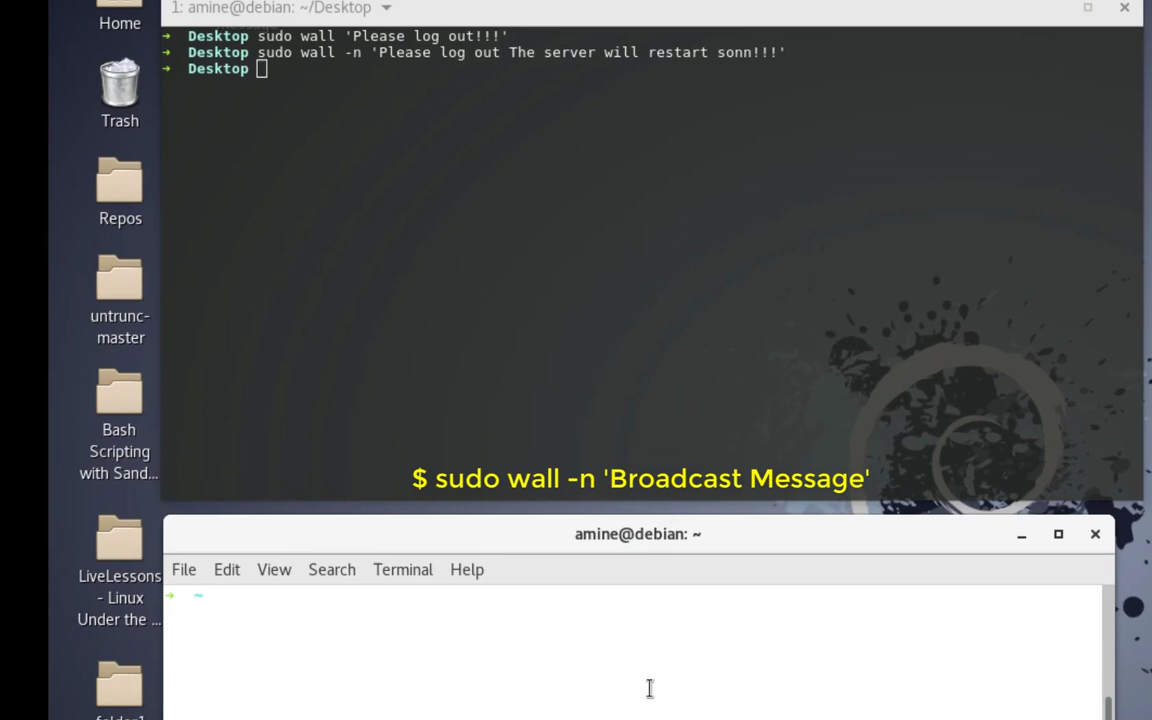 1: amine@debian: ~/Desktop
Home
➜ Desktop sudo wall 'Please log out!!!'
➜ Desktop sudo wall -n 'Please log out The server will restart sonn!!!'
➜ Desktop
Trash
Repos
untrunc-
master
Bash
Scripting
with Sand...
$ sudo wall -n 'Broadcast Message'
amine@debian: ~
File Edit View Search Terminal Help
➜ ~
LiveLessons
- Linux
Under the ...
folder1